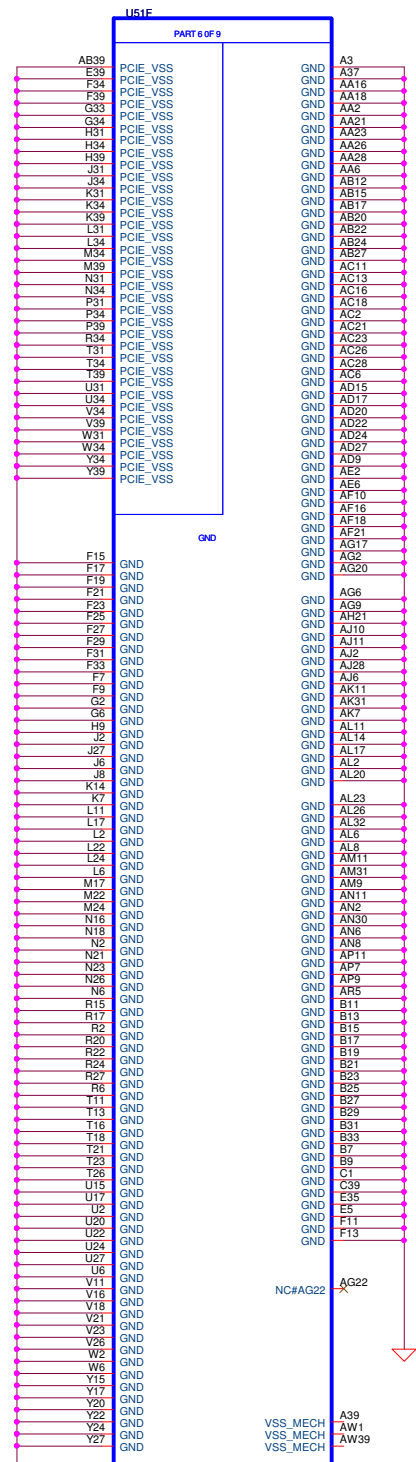 U51F
PART 6 0F 9
AB39 PCIE_VSS
E39 PCIE_VSS
F34 PCIE_VSS
F39 PCIE_VSS
G33 PCIE_VSS
G34 PCIE_VSS
H31 PCIE_VSS
H34 PCIE_VSS
H39 PCIE_VSS
J31 PCIE_VSS
J34 PCIE_VSS
K31 PCIE_VSS
K34 PCIE_VSS
K39 PCIE_VSS
L31 PCIE_VSS
L34 PCIE_VSS
M34 PCIE_VSS
M39 PCIE_VSS
N31 PCIE_VSS
N34 PCIE_VSS
P31 PCIE_VSS
P34 PCIE_VSS
P39 PCIE_VSS
R34 PCIE_VSS
T31 PCIE_VSS
T34 PCIE_VSS
T39 PCIE_VSS
U31 PCIE_VSS
U34 PCIE_VSS
V34 PCIE_VSS
V39 PCIE_VSS
W31 PCIE_VSS
W34 PCIE_VSS
Y34 PCIE_VSS
Y39 PCIE_VSS
GND
F15 GND
F17 GND
F19 GND
F21 GND
F23 GND
F25 GND
F27 GND
F29 GND
F31 GND
F33 GND
F7 GND
F9 GND
G2 GND
G6 GND
H9 GND
J2 GND
J27 GND
J6 GND
J8 GND
K14 GND
K7 GND
L11 GND
L17 GND
L2 GND
L22 GND
L24 GND
L6 GND
M17 GND
M22 GND
M24 GND
N16 GND
N18 GND
N2 GND
N21 GND
N23 GND
N26 GND
N6 GND
R15 GND
R17 GND
R2 GND
R20 GND
R22 GND
R24 GND
R27 GND
R6 GND
T11 GND
T13 GND
T16 GND
T18 GND
T21 GND
T23 GND
T26 GND
U15 GND
U17 GND
U2 GND
U20 GND
U22 GND
U24 GND
U27 GND
U6 GND
V11 GND
V16 GND
V18 GND
V21 GND
V23 GND
V26 GND
W2 GND
W6 GND
Y15 GND
Y17 GND
Y20 GND
Y22 GND
Y24 GND
Y27 GND
GND A3
GND A37
GND AA16
GND AA18
GND AA2
GND AA21
GND AA23
GND AA26
GND AA28
GND AA6
GND AB12
GND AB15
GND AB17
GND AB20
GND AB22
GND AB24
GND AB27
GND AC11
GND AC13
GND AC16
GND AC18
GND AC2
GND AC21
GND AC23
GND AC26
GND AC28
GND AC6
GND AD15
GND AD17
GND AD20
GND AD22
GND AD24
GND AD27
GND AD9
GND AE2
GND AE6
GND AF10
GND AF16
GND AF18
GND AF21
GND AG17
GND AG2
GND AG20
GND AG6
GND AG9
GND AH21
GND AJ10
GND AJ11
GND AJ2
GND AJ28
GND AJ6
GND AK11
GND AK31
GND AK7
GND AL11
GND AL14
GND AL17
GND AL2
GND AL20
GND AL23
GND AL26
GND AL32
GND AL6
GND AL8
GND AM11
GND AM31
GND AM9
GND AN11
GND AN2
GND AN30
GND AN6
GND AN8
GND AP11
GND AP7
GND AP9
GND AR5
GND B11
GND B13
GND B15
GND B17
GND B19
GND B21
GND B23
GND B25
GND B27
GND B29
GND B31
GND B33
GND B7
GND B9
GND C1
GND C39
GND E35
GND E5
GND F11
GND F13
NC#AG22 AG22
VSS_MECH A39
VSS_MECH AW1
VSS_MECH AW39